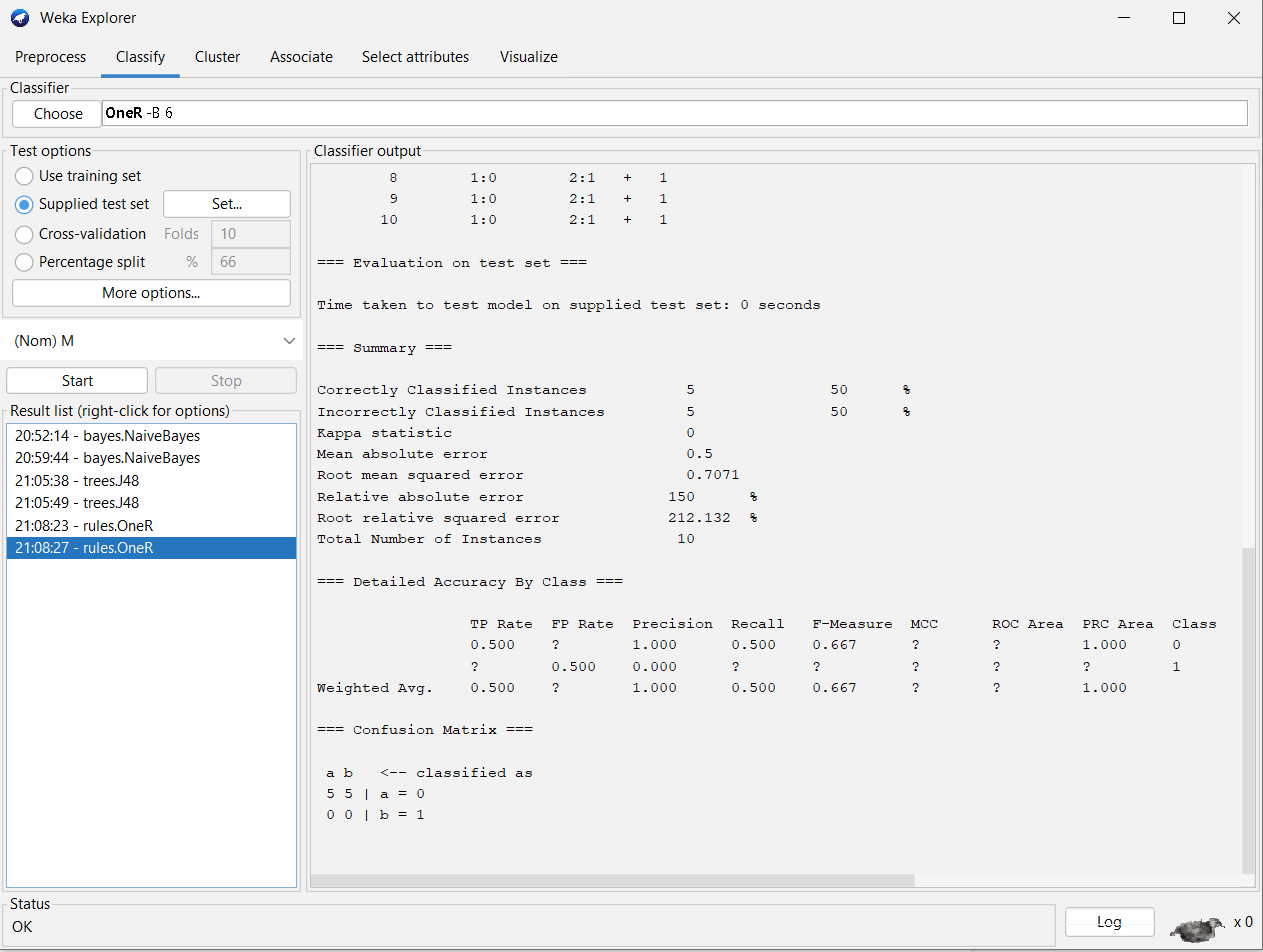 Weka Explorer
Preprocess Classify Cluster Associate Select attributes Visualize
Classifier
Choose OneR -B 6
Test options
Use training set
Supplied test set Set...
Cross-validation Folds 10
Percentage split % 66
More options...
(Nom) M
Start Stop
Result list (right-click for options)
20:52:14 - bayes.NaiveBayes
20:59:44 - bayes.NaiveBayes
21:05:38 - trees.J48
21:05:49 - trees.J48
21:08:23 - rules.OneR
21:08:27 - rules.OneR
Classifier output
8 1:0 2:1 + 1
9 1:0 2:1 + 1
10 1:0 2:1 + 1
=== Evaluation on test set ===
Time taken to test model on supplied test set: 0 seconds
=== Summary ===
Correctly Classified Instances 5 50 %
Incorrectly Classified Instances 5 50 %
Kappa statistic 0
Mean absolute error 0.5
Root mean squared error 0.7071
Relative absolute error 150 %
Root relative squared error 212.132 %
Total Number of Instances 10
=== Detailed Accuracy By Class ===
TP Rate FP Rate Precision Recall F-Measure MCC ROC Area PRC Area Class
0.500 ? 1.000 0.500 0.667 ? ? 1.000 0
? 0.500 0.000 ? ? ? ? ? 1
Weighted Avg. 0.500 ? 1.000 0.500 0.667 ? ? 1.000
=== Confusion Matrix ===
a b <-- classified as
5 5 | a = 0
0 0 | b = 1
Status
OK
Log x 0